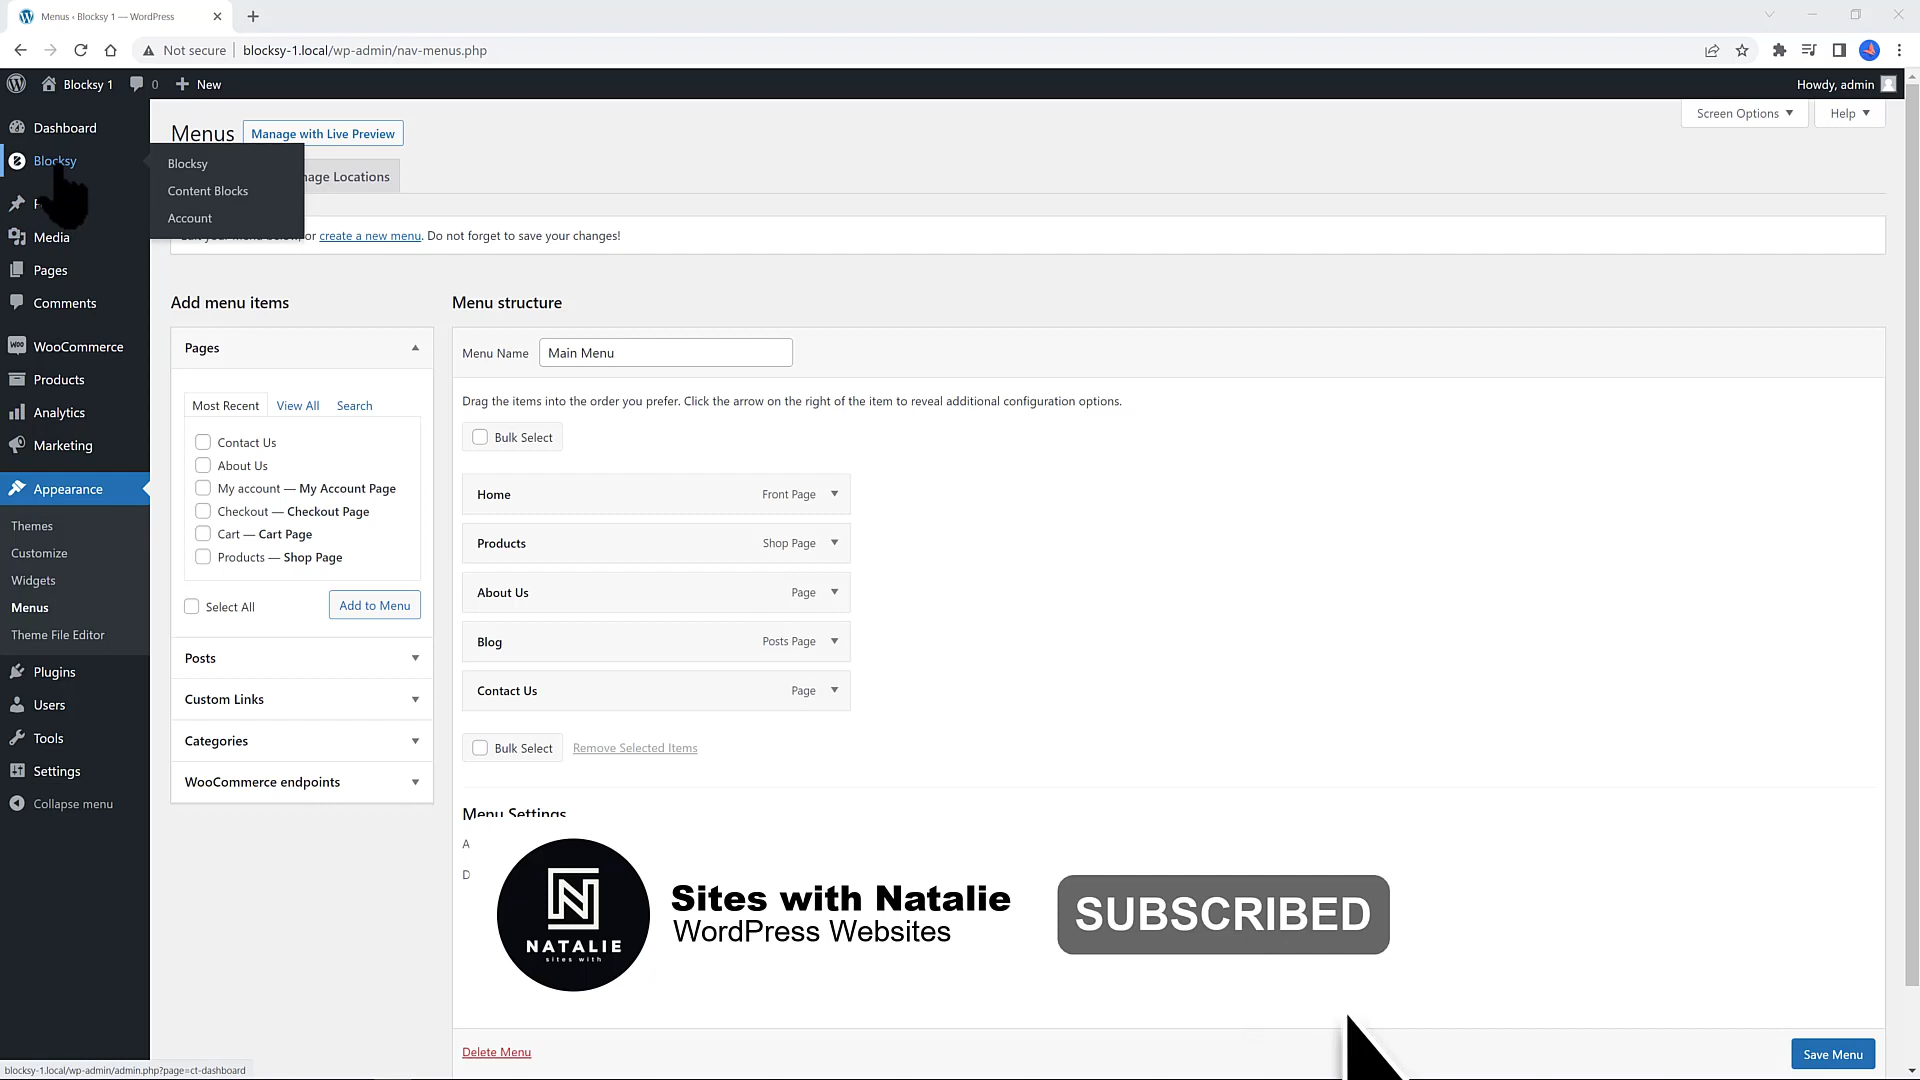 Menus ‹ Blocksy 1 — WordPress
Not secure
blocksy-1.local/wp-admin/nav-menus.php
Blocksy 1
0
New
Howdy, admin
Screen Options
Help
Dashboard
Blocksy
Media
Pages
Comments
WooCommerce
Products
Analytics
Marketing
Appearance
Themes
Customize
Widgets
Menus
Theme File Editor
Plugins
Users
Tools
Settings
Collapse menu
Blocksy
Content Blocks
Account
Menus
Manage with Live Preview
nage Locations
or create a new menu. Do not forget to save your changes!
Add menu items
Pages
Most Recent
View All
Search
Contact Us
About Us
My account — My Account Page
Checkout — Checkout Page
Cart — Cart Page
Products — Shop Page
Select All
Add to Menu
Posts
Custom Links
Categories
WooCommerce endpoints
Menu structure
Menu Name
Main Menu
Drag the items into the order you prefer. Click the arrow on the right of the item to reveal additional configuration options.
Bulk Select
Home
Front Page
Products
Shop Page
About Us
Page
Blog
Posts Page
Contact Us
Page
Bulk Select
Remove Selected Items
Menu Settings
A
D
NATALIE
sites with
Sites with Natalie
WordPress Websites
SUBSCRIBED
Delete Menu
Save Menu
blocksy-1.local/wp-admin/admin.php?page=ct-dashboard